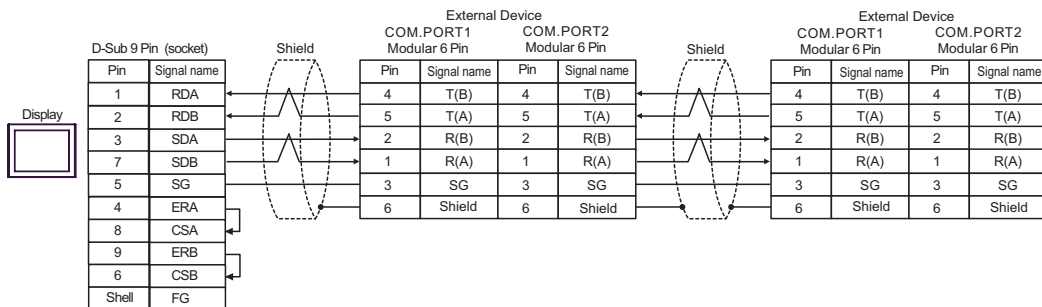 External Device
External Device
COM.PORT1 COM.PORT2
COM.PORT1 COM.PORT2
D-Sub 9 Pin (socket) Shield Modular 6 Pin Modular 6 Pin Shield Modular 6 Pin Modular 6 Pin
Pin Signal name Pin Signal name Pin Signal name Pin Signal name Pin Signal name
1 RDA 4 T(B) 4 T(B) 4 T(B) 4 T(B)
Display
2 RDB 5 T(A) 5 T(A) 5 T(A) 5 T(A)
3 SDA 2 R(B) 2 R(B) 2 R(B) 2 R(B)
7 SDB 1 R(A) 1 R(A) 1 R(A) 1 R(A)
5 SG 3 SG 3 SG 3 SG 3 SG
4 ERA 6 Shield 6 Shield 6 Shield 6 Shield
8 CSA
9 ERB
6 CSB
Shell FG